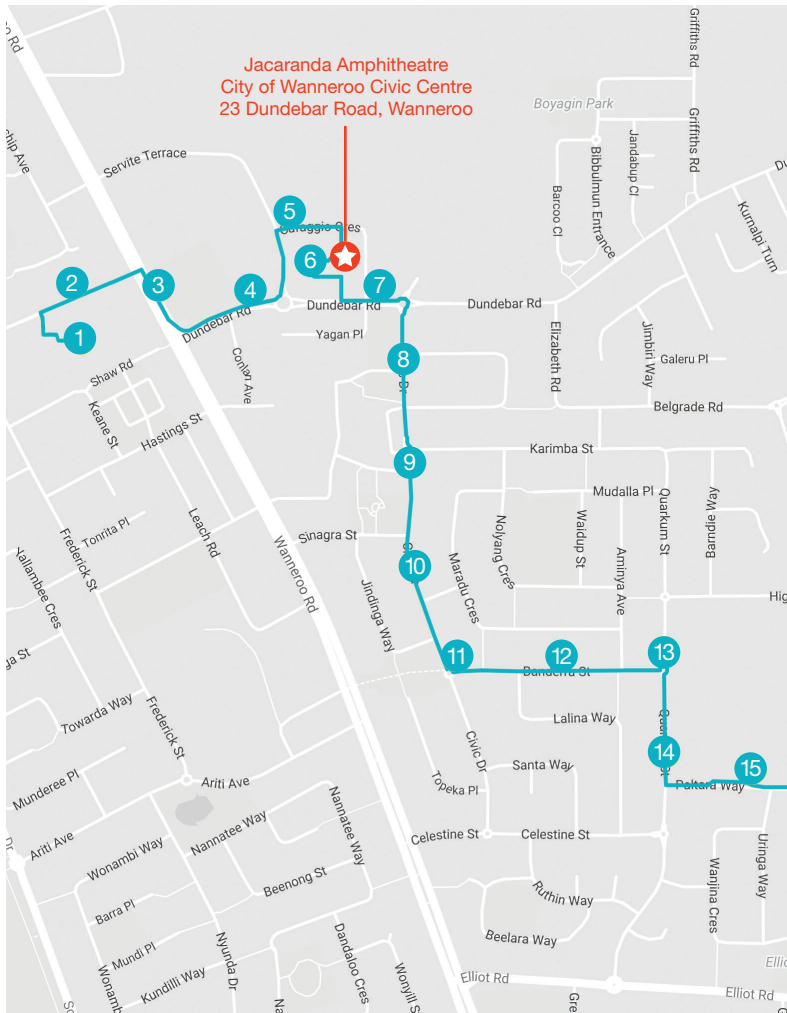 Jacaranda Amphitheatre
City of Wanneroo Civic Centre
23 Dundebar Road, Wanneroo
Griffiths Rd
Boyagin Park
Griffiths Rd
Servite Terrace
Jandabup Cl
Bibbulmun Entrance
Barcoo Cl
Kurnalpi Turn
5
6
2
3
4
7
1
Dundebar Rd
Dundebar Rd
Dundebar Rd
Yagan Pl
Conlan Ave
Shaw Rd
Keane St
Hastings St
8
Elizabeth Rd
Jimbiri Way
Galeru Pl
Belgrade Rd
9
Karimba St
Mudalla Pl
Quarkum St
Nolyang Cres
Waldup St
Aminya Ave
Tonrita Pl
Frederick St
Leach Rd
Wanneroo Rd
Sinagra St
10
Maradu Cres
Jindinga Way
Nallambee Cres
11
12
13
Danderra St
Lalina Way
14
15
Paltara Way
Towarda Way
Frederick St
Munderee Pl
Ariti Ave
Ariti Ave
Civic Dr
Santa Way
Topeka Pl
Celestine St
Celestine St
Uringa Way
Wanjina Cres
Ruthin Way
Beelara Way
Nannatee Way
Nannatee Way
Wonambi Way
Beenong St
Barra Pl
Mundi Pl
Kundilli Way
Nyunda Dr
Dandaloo Cres
Elliot Rd
Elliot Rd